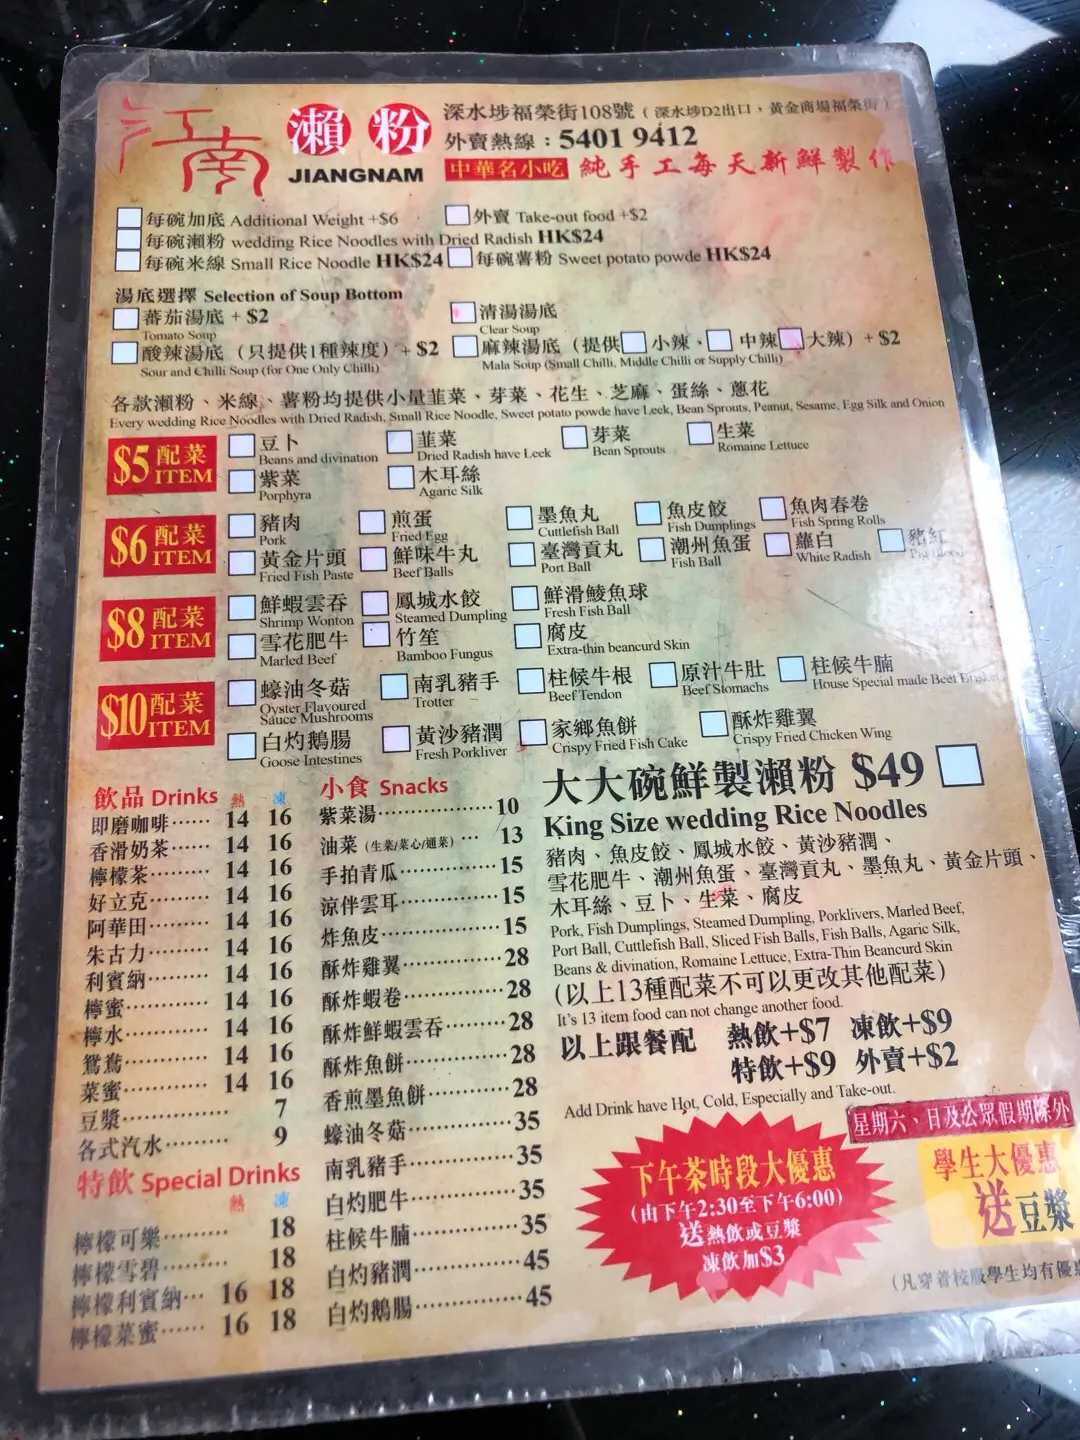 江南 瀨粉 JIANGNAM
深水埗福榮街108號（深水埗D2出口，黃金商場福榮街）
外賣熱線：5401 9412
中華名小吃 純手工每天新鮮製作
每碗加底 Additional Weight +$6 外賣 Take-out food +$2
每碗瀨粉 wedding Rice Noodles with Dried Radish HK$24
每碗米線 Small Rice Noodle HK$24 每碗薯粉 Sweet potato powde HK$24
湯底選擇 Selection of Soup Bottom
蕃茄湯底 + $2 清湯湯底
Tomato Soup Clear Soup
酸辣湯底（只提供1種辣度）+ $2 麻辣湯底（提供 小辣、 中辣 大辣）+ $2
Sour and Chilli Soup (for One Only Chilli) Mala Soup (Small Chilli, Middle Chilli or Supply Chilli)
各款瀨粉、米線、薯粉均提供小量韮菜、芽菜、花生、芝麻、蛋絲、蔥花
Every wedding Rice Noodles with Dried Radish, Small Rice Noodle, Sweet potato powde have Leek, Bean Sprouts, Peanut, Sesame, Egg Silk and Onion
$5 配菜 ITEM
豆卜 韮菜 芽菜 生菜
Beans and divination Dried Radish have Leek Bean Sprouts Romaine Lettuce
紫菜 木耳絲
Porphyra Agaric Silk
$6 配菜 ITEM
豬肉 煎蛋 墨魚丸 魚皮餃 魚肉春卷
Pork Fried Egg Cuttlefish Ball Fish Dumplings Fish Spring Rolls
黃金片頭 鮮味牛丸 臺灣貢丸 潮州魚蛋 蘿白 豬紅
Fried Fish Paste Beef Balls Port Ball Fish Ball White Radish Pig Blood
$8 配菜 ITEM
鮮蝦雲吞 鳳城水餃 鮮滑鯪魚球
Shrimp Wonton Steamed Dumpling Fresh Fish Ball
雪花肥牛 竹笙 腐皮
Marled Beef Bamboo Fungus Extra-thin beancurd Skin
$10 配菜 ITEM
蠔油冬菇 南乳豬手 柱候牛根 原汁牛肚 柱候牛腩
Oyster Flavoured Sauce Mushrooms Trotter Beef Tendon Beef Stomachs House Special made Beef Brisket
白灼鵝腸 黃沙豬潤 家鄉魚餅 酥炸雞翼
Goose Intestines Fresh Porkliver Crispy Fried Fish Cake Crispy Fried Chicken Wing
飲品 Drinks 熱 凍
即磨咖啡…… 14 16
香滑奶茶…… 14 16
檸檬茶…… 14 16
好立克…… 14 16
阿華田…… 14 16
朱古力…… 14 16
利賓納…… 14 16
檸蜜…… 14 16
檸水…… 14 16
鴛鴦…… 14 16
菜蜜…… 14 16
豆漿…… 7
各式汽水…… 9
特飲 Special Drinks
熱 凍
檸檬可樂…… 18
檸檬雪碧…… 18
檸檬利賓納… 16 18
檸檬菜蜜…… 16 18
小食 Snacks
紫菜湯…… 10
油菜（生菜/菜心/通菜）… 13
手拍青瓜…… 15
涼伴雲耳…… 15
炸魚皮…… 15
酥炸雞翼…… 28
酥炸蝦卷…… 28
酥炸鮮蝦雲吞…… 28
酥炸魚餅…… 28
香煎墨魚餅…… 28
蠔油冬菇…… 35
南乳豬手…… 35
白灼肥牛…… 35
柱候牛腩…… 35
白灼豬潤…… 45
白灼鵝腸…… 45
大大碗鮮製瀨粉 $49
King Size wedding Rice Noodles
豬肉、魚皮餃、鳳城水餃、黃沙豬潤、
雪花肥牛、潮州魚蛋、臺灣貢丸、墨魚丸、黃金片頭、
木耳絲、豆卜、生菜、腐皮
Pork, Fish Dumplings, Steamed Dumpling, Porklivers, Marled Beef,
Port Ball, Cuttlefish Ball, Sliced Fish Balls, Fish Balls, Agaric Silk,
Beans & divination, Romaine Lettuce, Extra-Thin Beancurd Skin
（以上13種配菜不可以更改其他配菜）
It's 13 item food can not change another food.
以上跟餐配 熱飲+$7 凍飲+$9
特飲+$9 外賣+$2
Add Drink have Hot, Cold, Especially and Take-out.
下午茶時段大優惠
（由下午2:30至下午6:00）
送熱飲或豆漿
凍飲加$3
星期六、日及公眾假期除外
學生大優惠
送豆漿
（凡穿着校服學生均有優惠